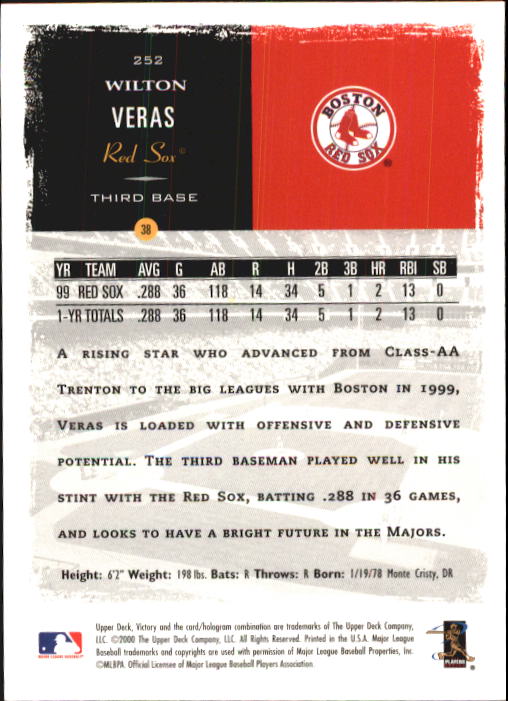 252
WILTON
VERAS
Red Sox ©
THIRD BASE
BOSTON
RED SOX
®
38
YR TEAM AVG G AB R H 2B 3B HR RBI SB
99 RED SOX .288 36 118 14 34 5 1 2 13 0
1-YR TOTALS .288 36 118 14 34 5 1 2 13 0
A RISING STAR WHO ADVANCED FROM CLASS-AA
TRENTON TO THE BIG LEAGUES WITH BOSTON IN 1999,
VERAS IS LOADED WITH OFFENSIVE AND DEFENSIVE
POTENTIAL. THE THIRD BASEMAN PLAYED WELL IN HIS
STINT WITH THE RED SOX, BATTING .288 IN 36 GAMES,
AND LOOKS TO HAVE A BRIGHT FUTURE IN THE MAJORS.
Height: 6'2" Weight: 198 lbs. Bats: R Throws: R Born: 1/19/78 Monte Cristy, DR
Upper Deck, Victory and the card/hologram combination are trademarks of The Upper Deck Company,
LLC. ©2000 The Upper Deck Company, LLC. All Rights Reserved. Printed in the U.S.A. Major League
Baseball trademarks and copyrights are used with permission of Major League Baseball Properties, Inc.
©MLBPA Official Licensee of Major League Baseball Players Association.
MAJOR LEAGUE BASEBALL
PLAYERS
®